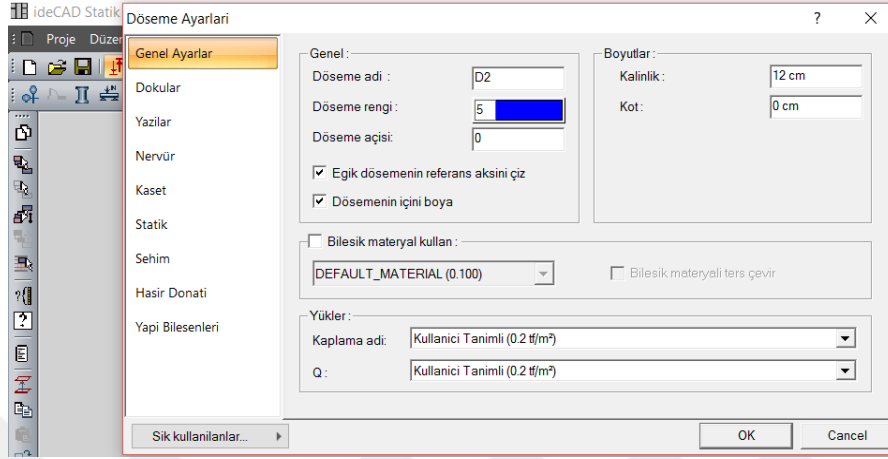 ideCAD Statik
Döseme Ayarlari
?
Proje Düzen
Genel Ayarlar
Dokular
Yazilar
Nervür
Kaset
Statik
Sehim
Hasir Donati
Yapi Bilesenleri
Sik kullanilanlar...
Genel :
Döseme adi : D2
Döseme rengi : 5
Döseme açisi: 0
Egik dösemenin referans aksini çiz
Dösemenin içini boya
Boyutlar :
Kalinlik : 12 cm
Kot : 0 cm
Bilesik materyal kullan :
DEFAULT_MATERIAL (0.100)
Bilesik materyali ters çevir
Yükler :
Kaplama adi: Kullanici Tanimli (0.2 tf/m²)
Q : Kullanici Tanimli (0.2 tf/m²)
OK Cancel